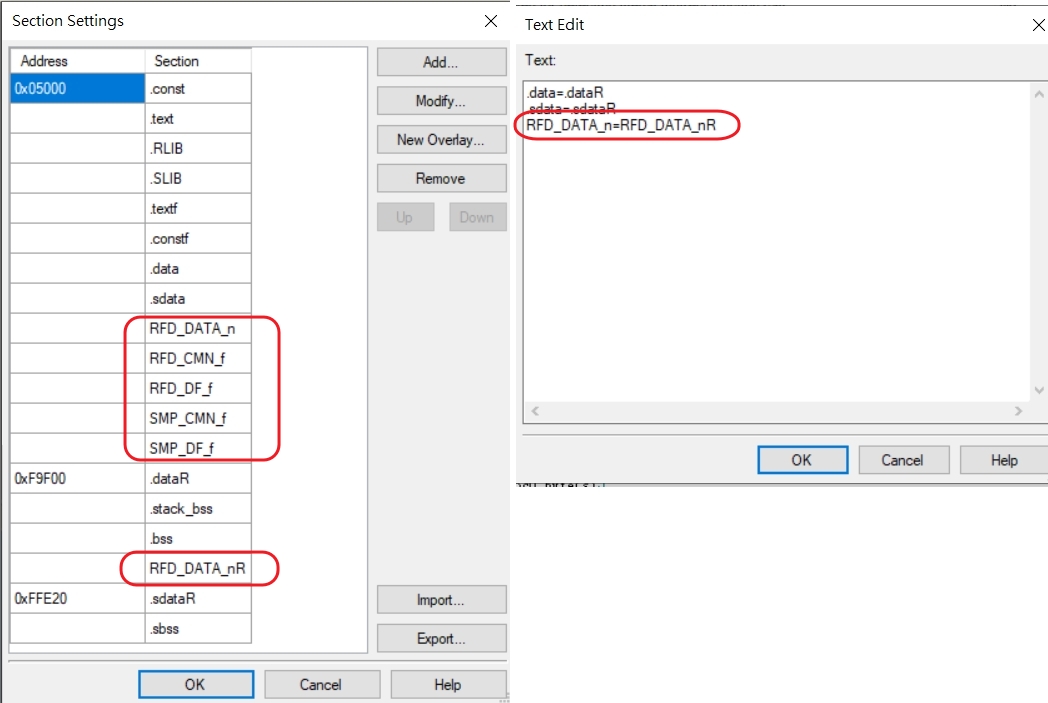 Section Settings
Address Section
0x05000 .const
.text
.RLIB
.SLIB
.textf
.constf
.data
.sdata
RFD_DATA_n
RFD_CMN_f
RFD_DF_f
SMP_CMN_f
SMP_DF_f
0xF9F00 .dataR
.stack_bss
.bss
RFD_DATA_nR
0xFFE20 .sdataR
.sbss
Add...
Modify...
New Overlay...
Remove
Up Down
Import...
Export...
OK Cancel Help
Text Edit
Text:
.data=.dataR
.sdata=.sdataR
RFD_DATA_n=RFD_DATA_nR
OK Cancel Help